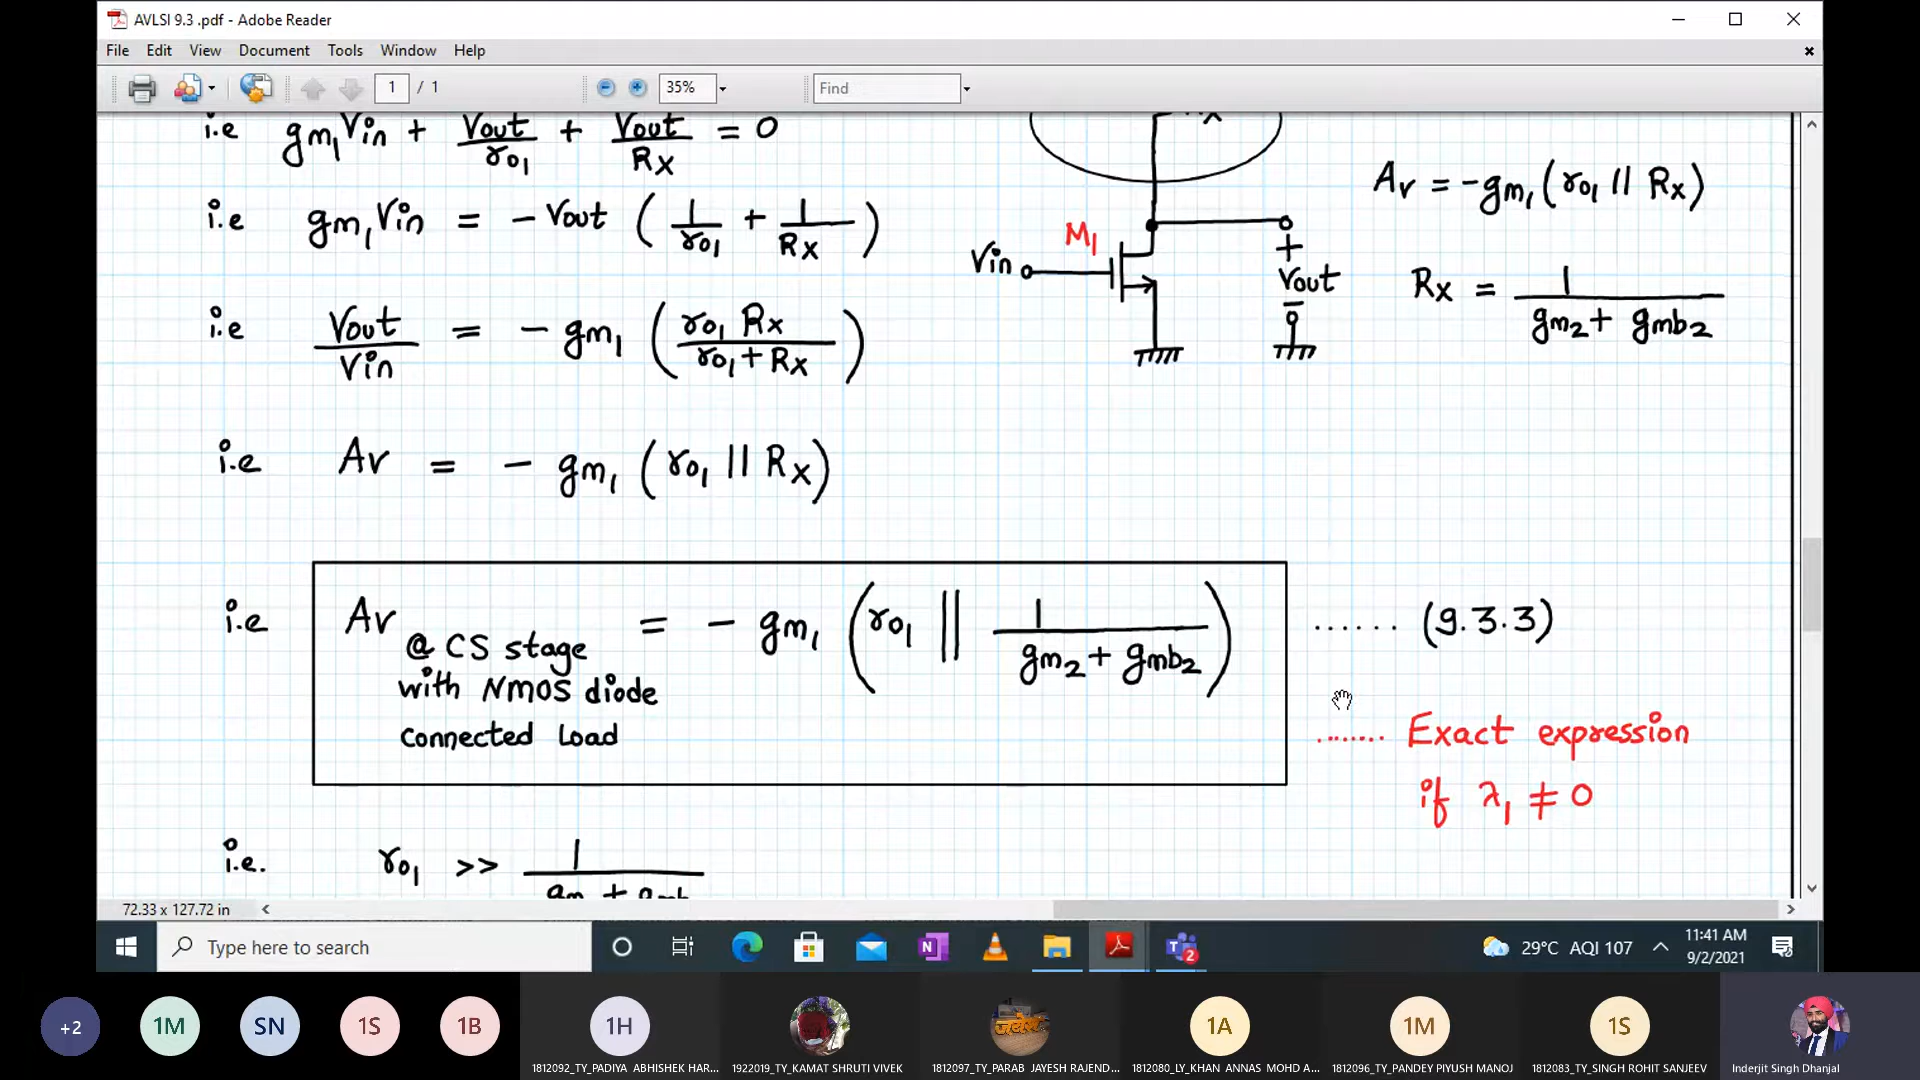 AVLSI 9.3 .pdf - Adobe Reader
File Edit View Document Tools Window Help
1 / 1 35% Find
i.e gm1Vin + Vout/ro1 + Vout/Rx = 0
i.e gm1Vin = - Vout ( 1/ro1 + 1/Rx )
i.e Vout/Vin = - gm1 ( ro1 Rx / ro1 + Rx )
i.e Av = - gm1 ( ro1 || Rx )
M1
Vin
+
Vout
-
Av = -gm1 ( ro1 || Rx )
Rx = 1 / gm2 + gmb2
i.e Av = - gm1 ( ro1 || 1 / gm2 + gmb2 ) ...... (9.3.3)
@ CS stage
with NMOS diode
connected load
....... Exact expression
if λ1 ≠ 0
i.e. ro1 >> 1
72.33 x 127.72 in
Type here to search
2
29°C AQI 107
11:41 AM
9/2/2021
+2 1M SN 1S 1B 1H 1A 1M 1S
जयेश
1812092_TY_PADIYA ABHISHEK HAR...
1922019_TY_KAMAT SHRUTI VIVEK
1812097_TY_PARAB JAYESH RAJEND...
1812080_LY_KHAN ANNAS MOHD A...
1812096_TY_PANDEY PIYUSH MANOJ
1812083_TY_SINGH ROHIT SANJEEV
Inderjit Singh Dhanjal